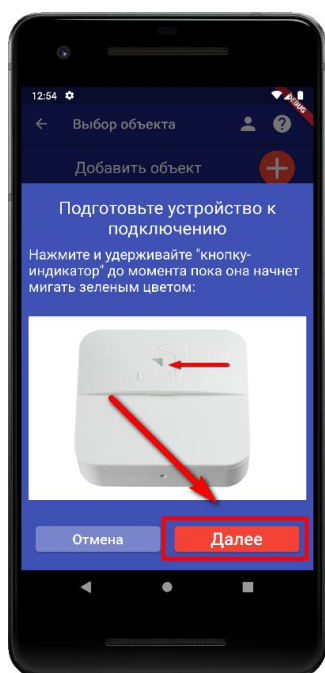 12:54
DEBUG
Выбор объекта
Добавить объект
Подготовьте устройство к
подключению
Нажмите и удерживайте "кнопку-
индикатор" до момента пока она начнет
мигать зеленым цветом:
Отмена
Далее